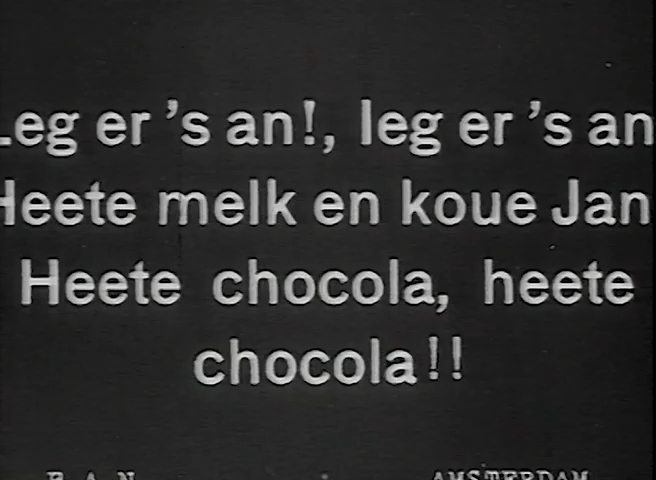 Leg er 's an!, leg er 's an
Heete melk en koue Jan
Heete chocola, heete
chocola!!
F.A.N. AMSTERDAM